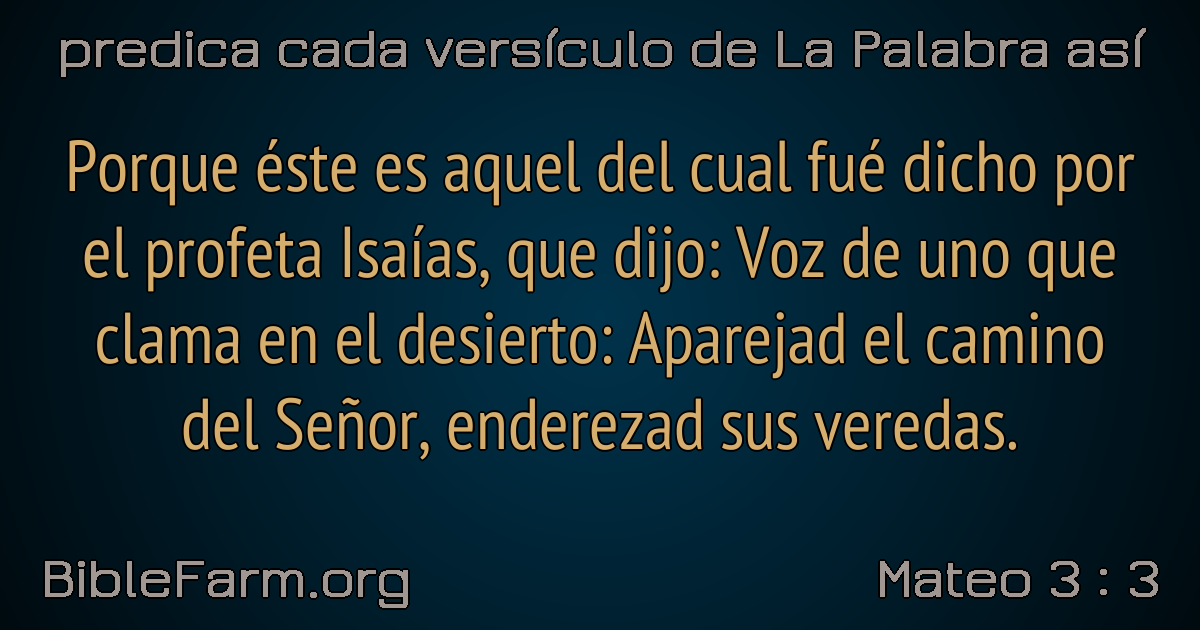 predica cada versículo de La Palabra así
Porque éste es aquel del cual fué dicho por
el profeta Isaías, que dijo: Voz de uno que
clama en el desierto: Aparejad el camino
del Señor, enderezad sus veredas.
BibleFarm.org
Mateo 3 : 3